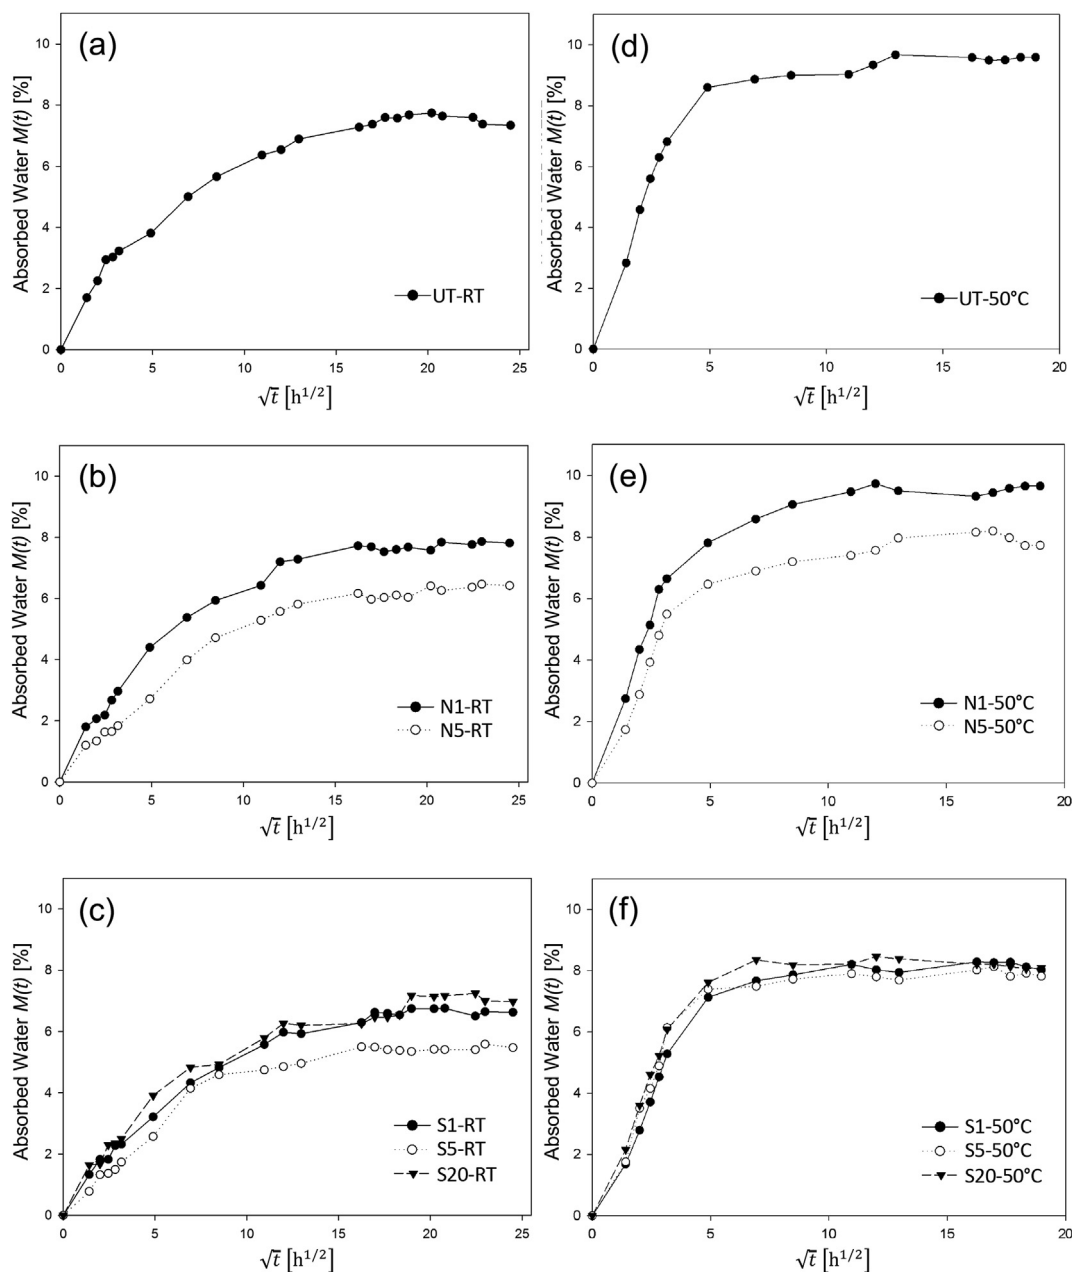 (a)
Absorbed Water M(t) [%]
10
8
6
4
2
0
UT-RT
0 5 10 15 20 25
√t̅ [h¹/²]
(d)
Absorbed Water M(t) [%]
10
8
6
4
2
0
UT-50°C
0 5 10 15 20
√t̅ [h¹/²]
(b)
Absorbed Water M(t) [%]
10
8
6
4
2
0
N1-RT
N5-RT
0 5 10 15 20 25
√t̅ [h¹/²]
(e)
Absorbed Water M(t) [%]
10
8
6
4
2
0
N1-50°C
N5-50°C
0 5 10 15 20
√t̅ [h¹/²]
(c)
Absorbed Water M(t) [%]
10
8
6
4
2
0
S1-RT
S5-RT
S20-RT
0 5 10 15 20 25
√t̅ [h¹/²]
(f)
Absorbed Water M(t) [%]
10
8
6
4
2
0
S1-50°C
S5-50°C
S20-50°C
0 5 10 15 20
√t̅ [h¹/²]